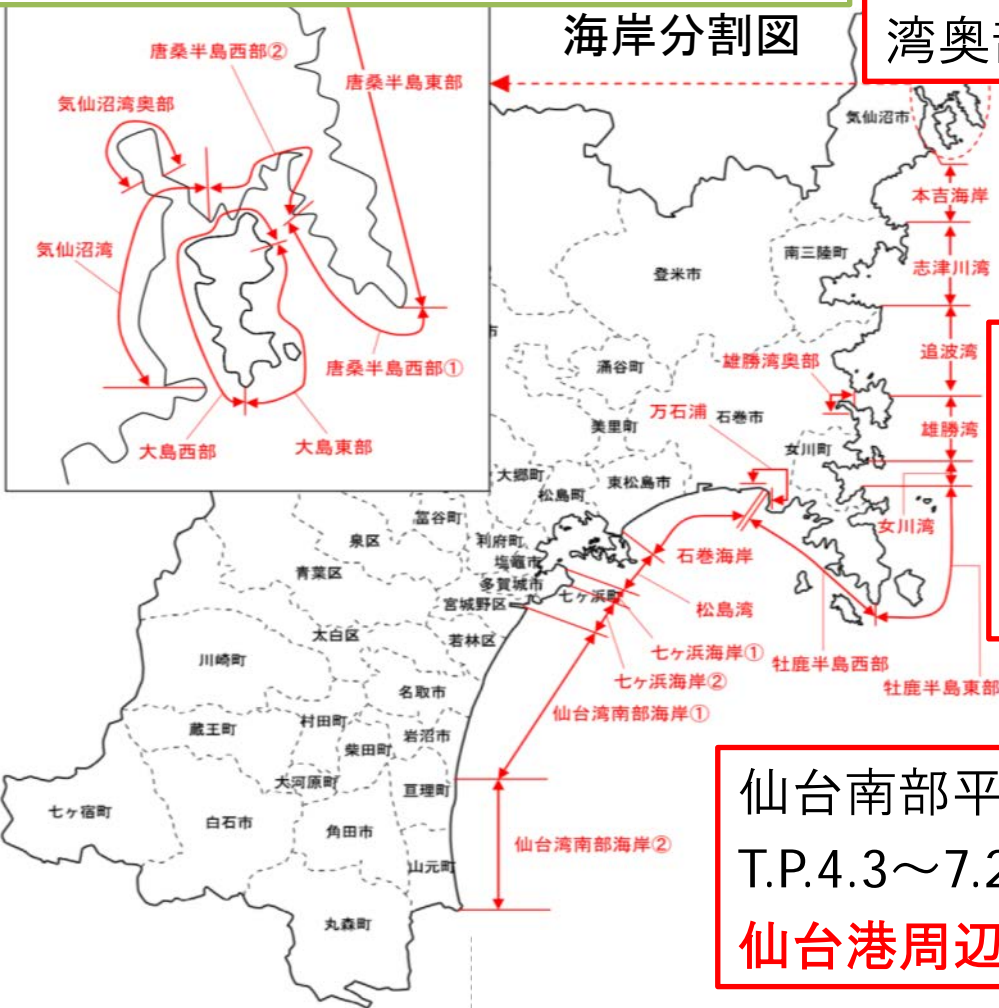 海岸分割図
湾奥
唐桑半島西部②
唐桑半島東部
気仙沼湾奥部
気仙沼湾
唐桑半島西部①
大島西部
大島東部
気仙沼市
本吉海岸
南三陸町
志津川湾
登米市
追波湾
雄勝湾奥部
涌谷町
万石浦
石巻市
雄勝湾
美里町
女川町
女川湾
大郷町
東松島市
松島町
富谷町
利府町
泉区
塩竈市
石巻海岸
青葉区
多賀城市
七ヶ浜町
宮城野区
松島湾
太白区
若林区
七ヶ浜海岸①
川崎町
牡鹿半島西部
七ヶ浜海岸②
牡鹿半島東部
名取市
仙台湾南部海岸①
村田町
蔵王町
岩沼市
柴田町
大河原町
亘理町
七ヶ宿町
白石市
角田市
仙台湾南部海岸②
山元町
丸森町
仙台南部平
T.P.4.3～7.2
仙台港周辺